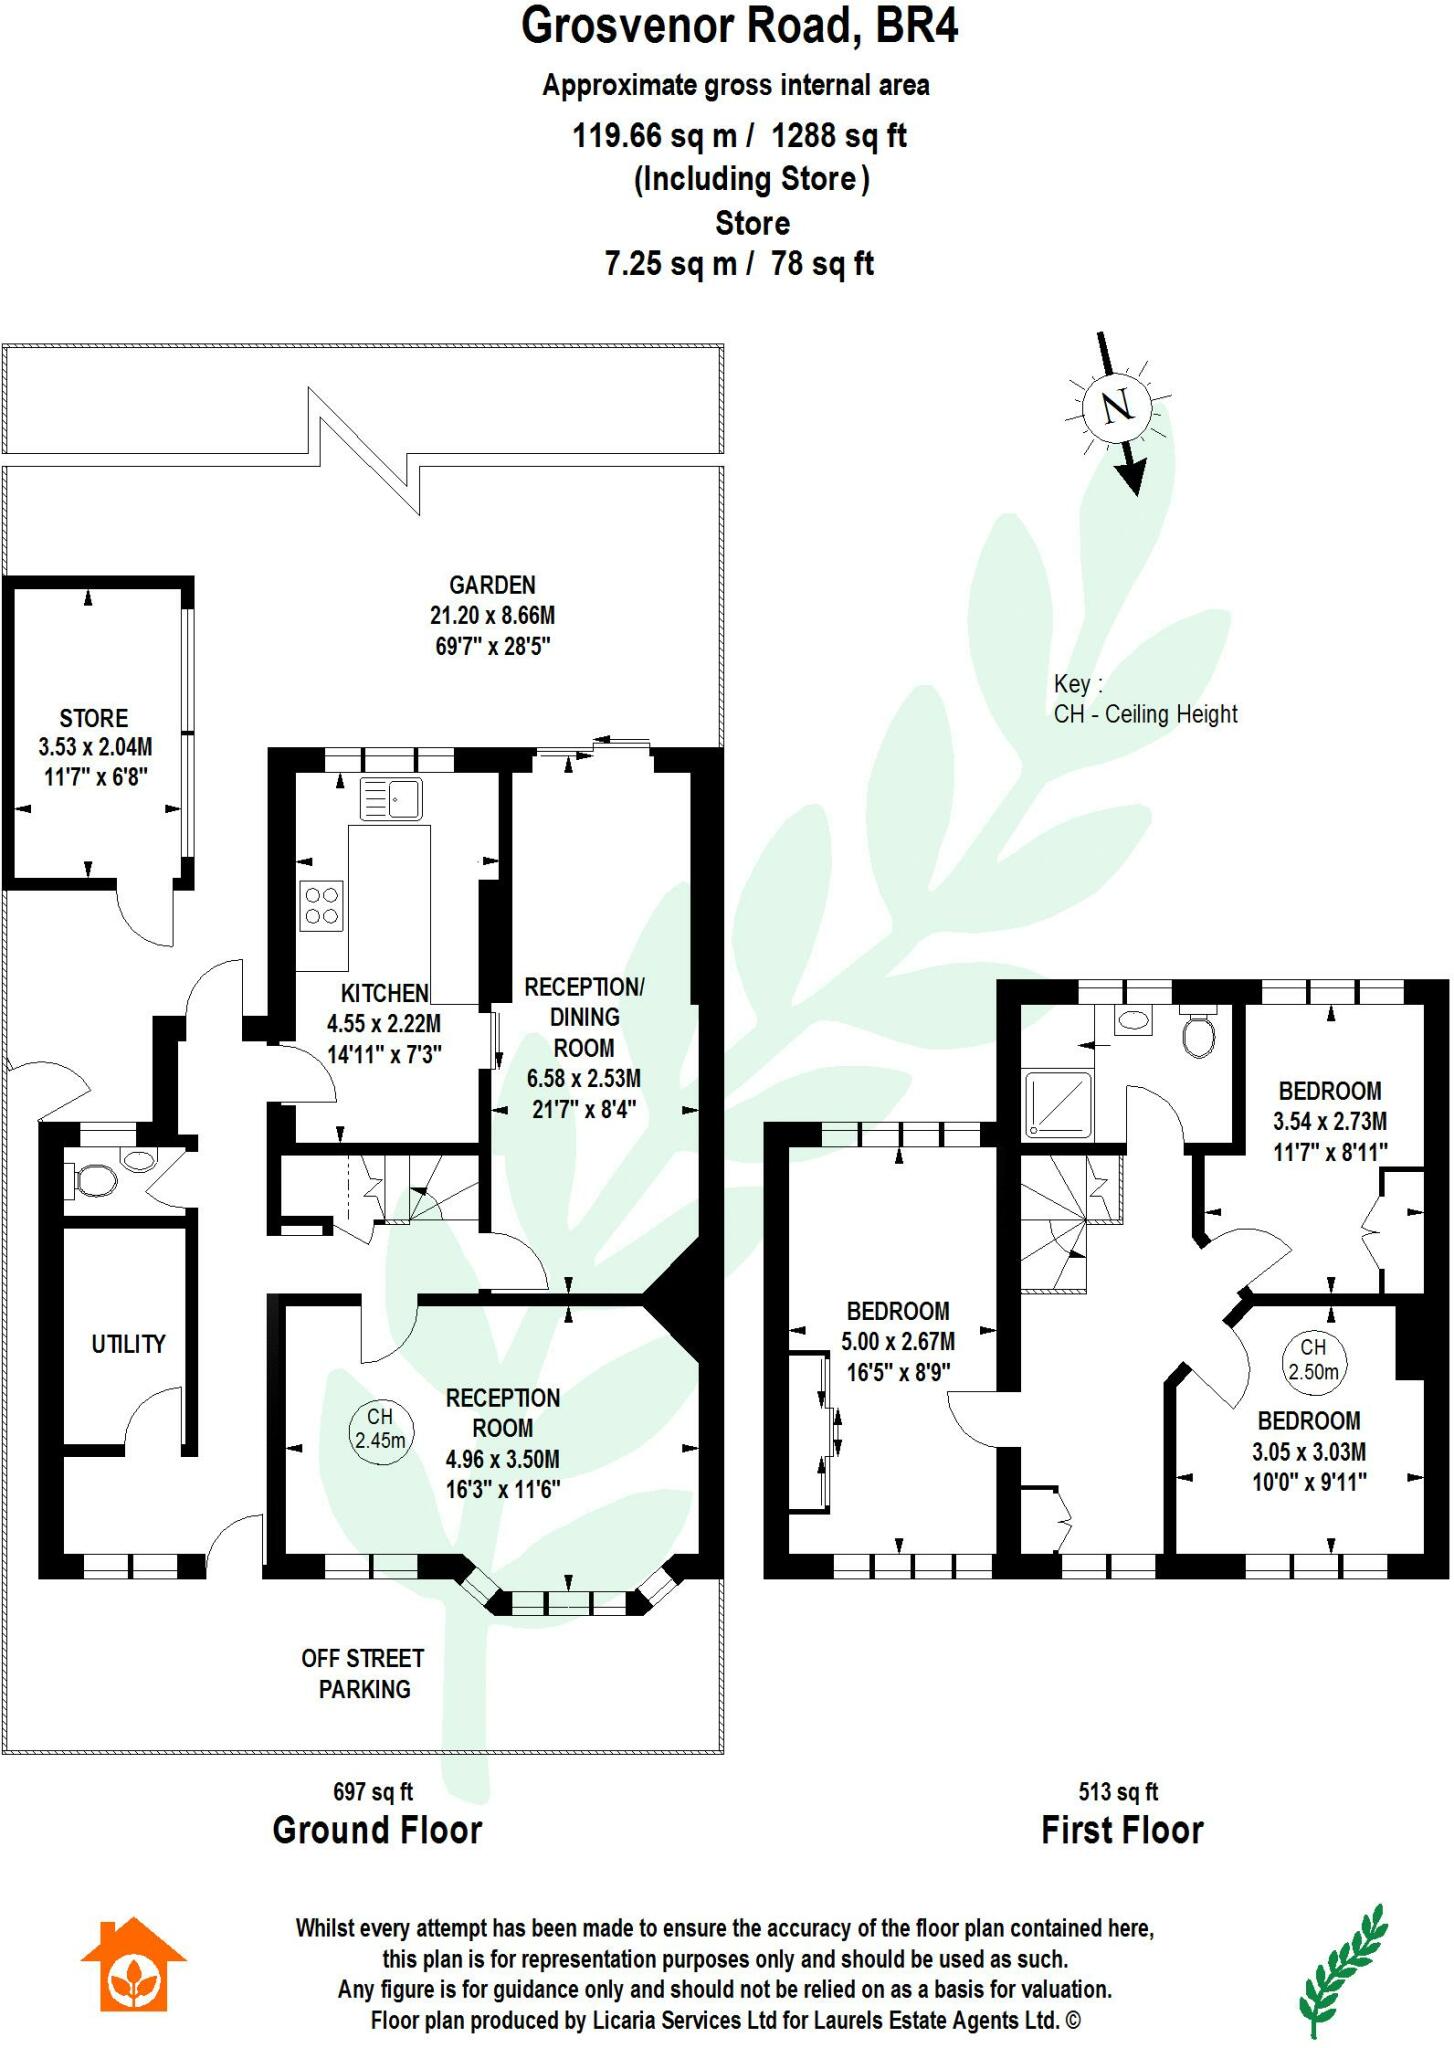 Grosvenor Road, BR4
Approximate gross internal area
119.66 sq m / 1288 sq ft
(Including Store)
Store
7.25 sq m / 78 sq ft
N
GARDEN
21.20 x 8.66M
69'7" x 28'5"
Key :
CH - Ceiling Height
STORE
3.53 x 2.04M
11'7" x 6'8"
KITCHEN
4.55 x 2.22M
14'11" x 7'3"
RECEPTION/
DINING
ROOM
6.58 x 2.53M
21'7" x 8'4"
BEDROOM
3.54 x 2.73M
11'7" x 8'11"
UTILITY
BEDROOM
5.00 x 2.67M
16'5" x 8'9"
CH
2.50m
BEDROOM
3.05 x 3.03M
10'0" x 9'11"
CH
2.45m
RECEPTION
ROOM
4.96 x 3.50M
16'3" x 11'6"
OFF STREET
PARKING
697 sq ft
Ground Floor
513 sq ft
First Floor
Whilst every attempt has been made to ensure the accuracy of the floor plan contained here,
this plan is for representation purposes only and should be used as such.
Any figure is for guidance only and should not be relied on as a basis for valuation.
Floor plan produced by Licaria Services Ltd for Laurels Estate Agents Ltd. ©